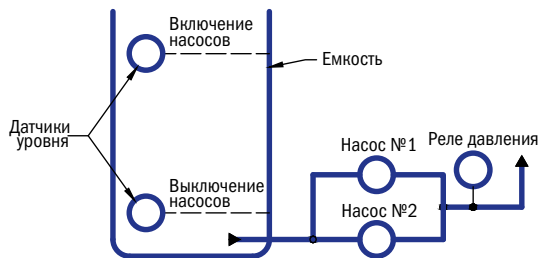 Включение
насосов
Емкость
Датчики
уровня
Насос №1
Реле давления
Выключение
насосов
Насос №2